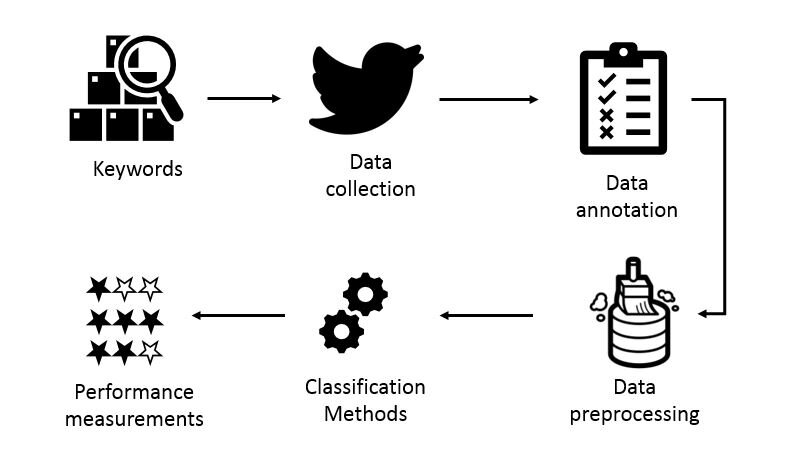 Keywords
Data
collection
Data
annotation
Data
preprocessing
Classification
Methods
Performance
measurements